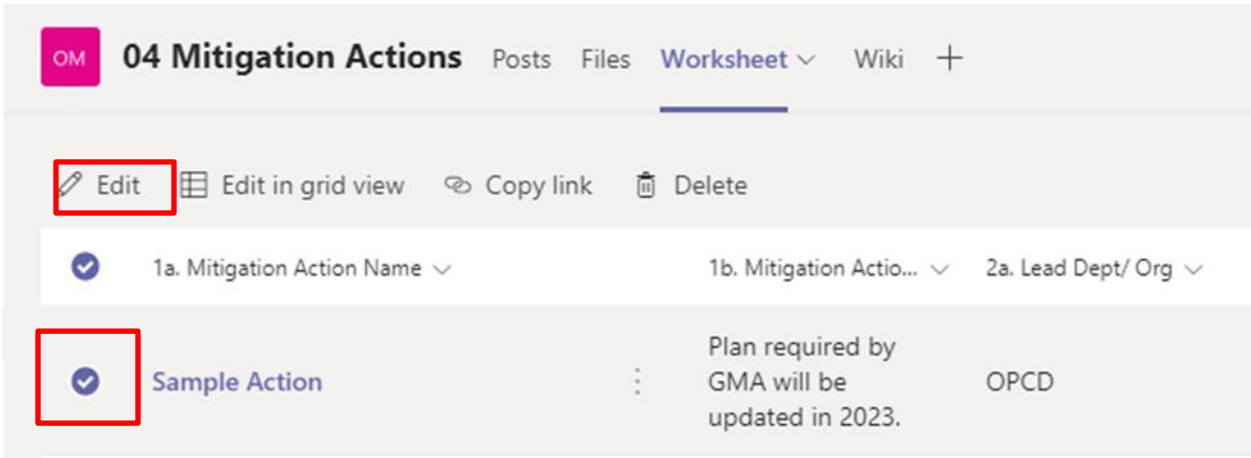 OM 04 Mitigation Actions Posts Files Worksheet Wiki
Edit Edit in grid view Copy link Delete
1a. Mitigation Action Name 1b. Mitigation Actio... 2a. Lead Dept/ Org
Sample Action
Plan required by
GMA will be
updated in 2023.
OPCD